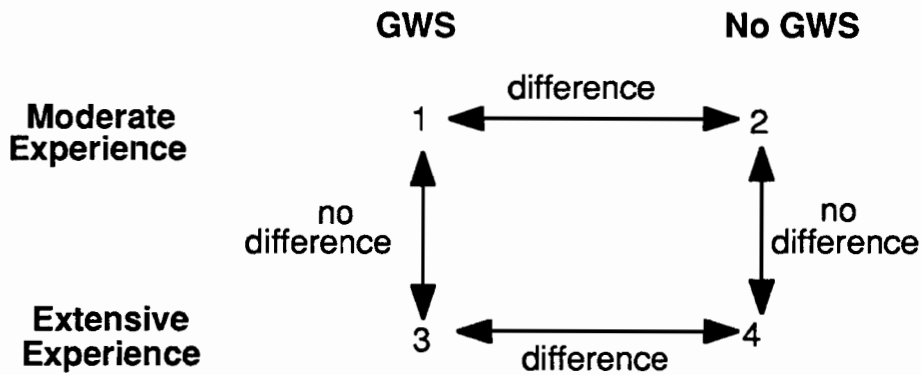 GWS No GWS
difference
Moderate 1 2
Experience
no no
difference difference
Extensive
Experience 3 4
difference